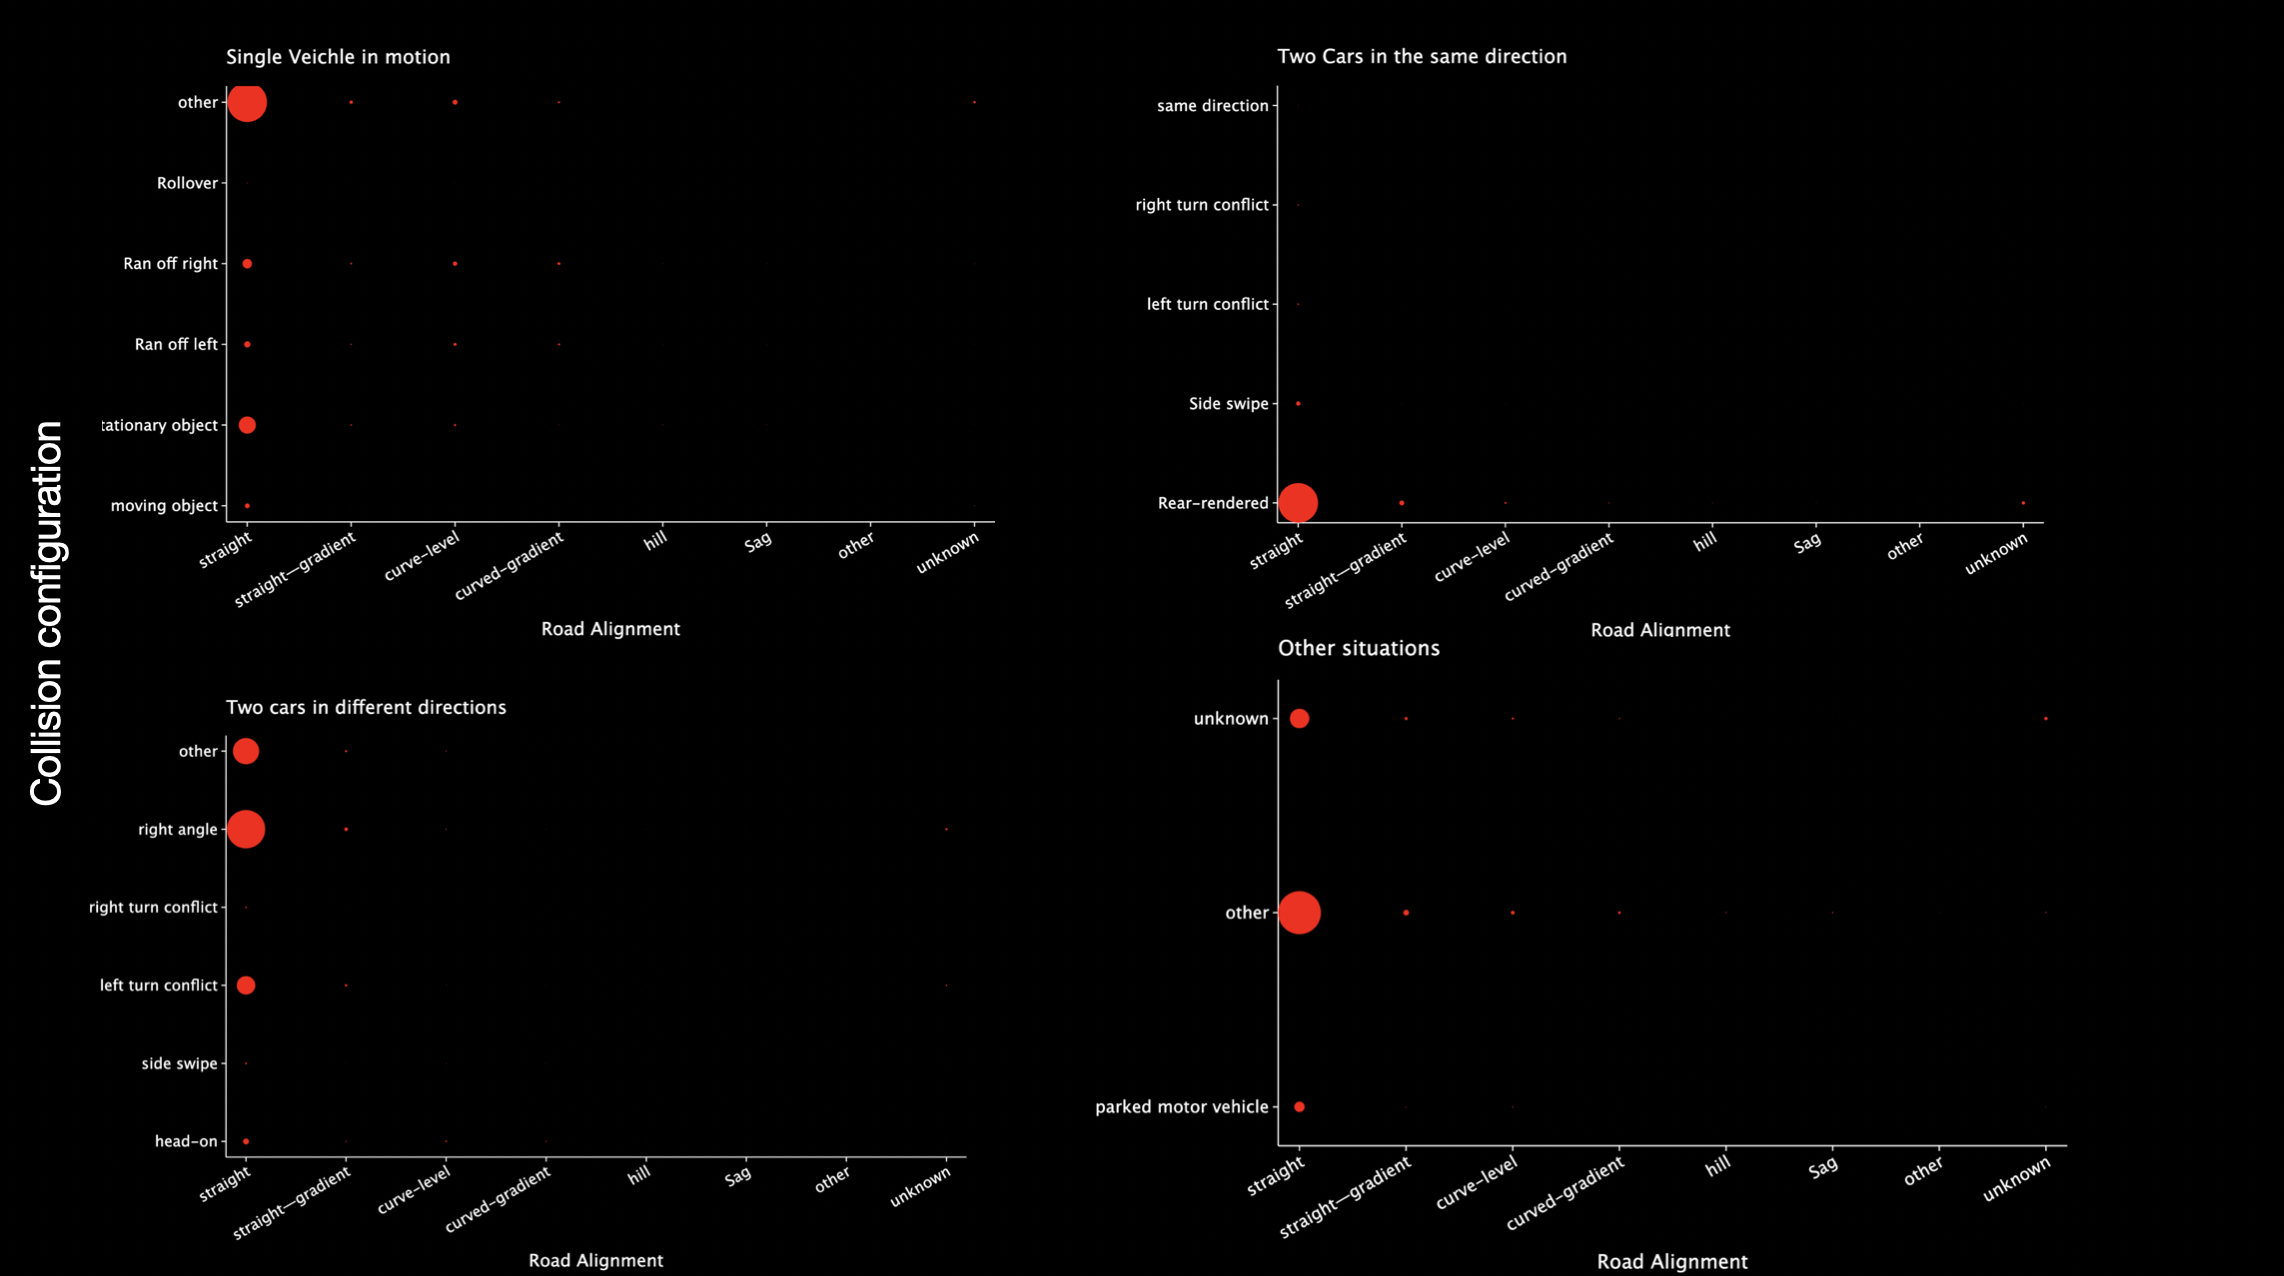 Collision configuration
Single Veichle in motion
other
Rollover
Ran off right
Ran off left
tationary object
moving object
straight
straight—gradient
curve-level
curved-gradient
hill
Sag
other
unknown
Road Alignment
Two Cars in the same direction
same direction
right turn conflict
left turn conflict
Side swipe
Rear-rendered
straight
straight—gradient
curve-level
curved-gradient
hill
Sag
other
unknown
Road Alignment
Two cars in different directions
other
right angle
right turn conflict
left turn conflict
side swipe
head-on
straight
straight—gradient
curve-level
curved-gradient
hill
Sag
other
unknown
Road Alignment
Other situations
unknown
other
parked motor vehicle
straight
straight—gradient
curve-level
curved-gradient
hill
Sag
other
unknown
Road Alignment